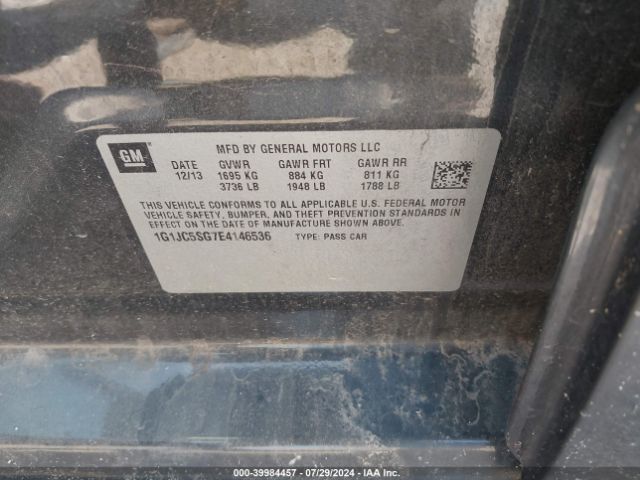 GM
MFD BY GENERAL MOTORS LLC
DATE GVWR GAWR FRT GAWR RR
12/13 1695 KG 884 KG 811 KG
3736 LB 1948 LB 1788 LB
THIS VEHICLE CONFORMS TO ALL APPLICABLE U.S. FEDERAL MOTOR
VEHICLE SAFETY, BUMPER, AND THEFT PREVENTION STANDARDS IN
EFFECT ON THE DATE OF MANUFACTURE SHOWN ABOVE.
1G1JC5SG7E4146536 TYPE: PASS CAR
000-39984457 - 07/29/2024 - IAA Inc.